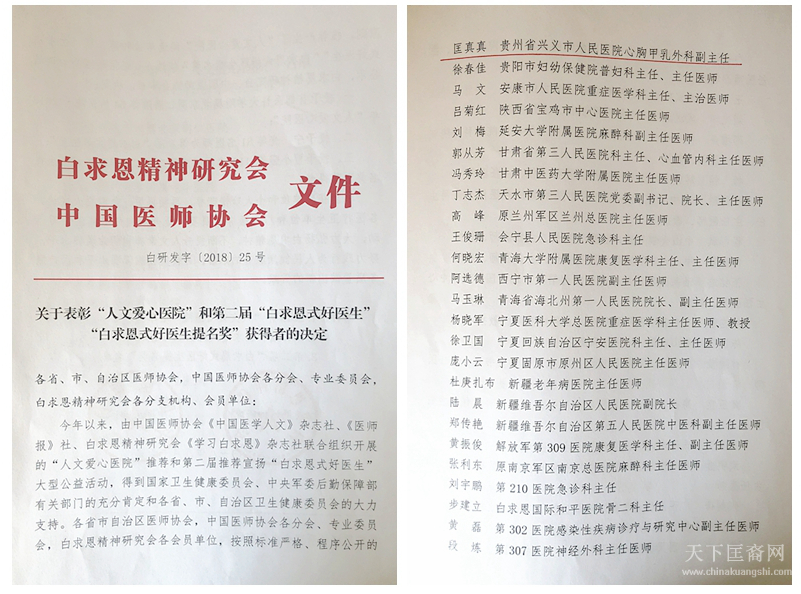 白求恩精神研究会
中国医师协会
文件
白研发字〔2018〕25号
关于表彰“人文爱心医院”和第二届“白求恩式好医生”
“白求恩式好医生提名奖”获得者的决定
各省、市、自治区医师协会，中国医师协会各分会、专业委员会，
白求恩精神研究会各分支机构、会员单位：
今年以来，由中国医师协会《中国医学人文》杂志社、《医师
报》社、白求恩精神研究会《学习白求恩》杂志社联合组织开展
的“人文爱心医院”推荐和第二届推荐宣扬“白求恩式好医生”
大型公益活动，得到国家卫生健康委员会、中央军委后勤保障部
有关部门的充分肯定和各省、市、自治区卫生健康委员会的大力
支持。各省市自治区医师协会，中国医师协会各分会、专业委员
会，白求恩精神研究会各会员单位，按照标准严格、程序公开的
匡真真 贵州省兴义市人民医院心胸甲乳外科副主任
徐春佳 贵阳市妇幼保健院普妇科主任、主任医师
马文 安康市人民医院重症医学科主任、主治医师
吕菊红 陕西省宝鸡市中心医院主任医师
刘梅 延安大学附属医院麻醉科副主任医师
郭从芳 甘肃省第三人民医院科主任、心血管内科主任医师
冯秀玲 甘肃中医药大学附属医院主任医师
丁志杰 天水市第三人民医院党委副书记、院长、主任医师
高峰 原兰州军区兰州总医院主任医师
王俊珊 会宁县人民医院急诊科主任
何晓宏 青海大学附属医院康复医学科主任、主任医师
阿选德 西宁市第一人民医院副主任医师
马玉琳 青海省海北州第一人民医院院长、副主任医师
杨晓军 宁夏医科大学总医院重症医学科主任医师、教授
徐卫国 宁夏回族自治区宁安医院科主任、主任医师
庞小云 宁夏固原市原州区人民医院主任医师
杜庚扎布 新疆老年病医院主任医师
陆晨 新疆维吾尔自治区人民医院副院长
郑传艳 新疆维吾尔自治区第五人民医院中医科副主任医师
黄振俊 解放军第309医院康复医学科主任、副主任医师
张利东 原南京军区南京总医院麻醉科主任医师
刘宇鹏 第210医院急诊科主任
步建立 白求恩国际和平医院骨二科主任
黄磊 第302医院感染性疾病诊疗与研究中心副主任医师
段炼 第307医院神经外科主任医师
天下匡裔网
www.chinakuangshi.com